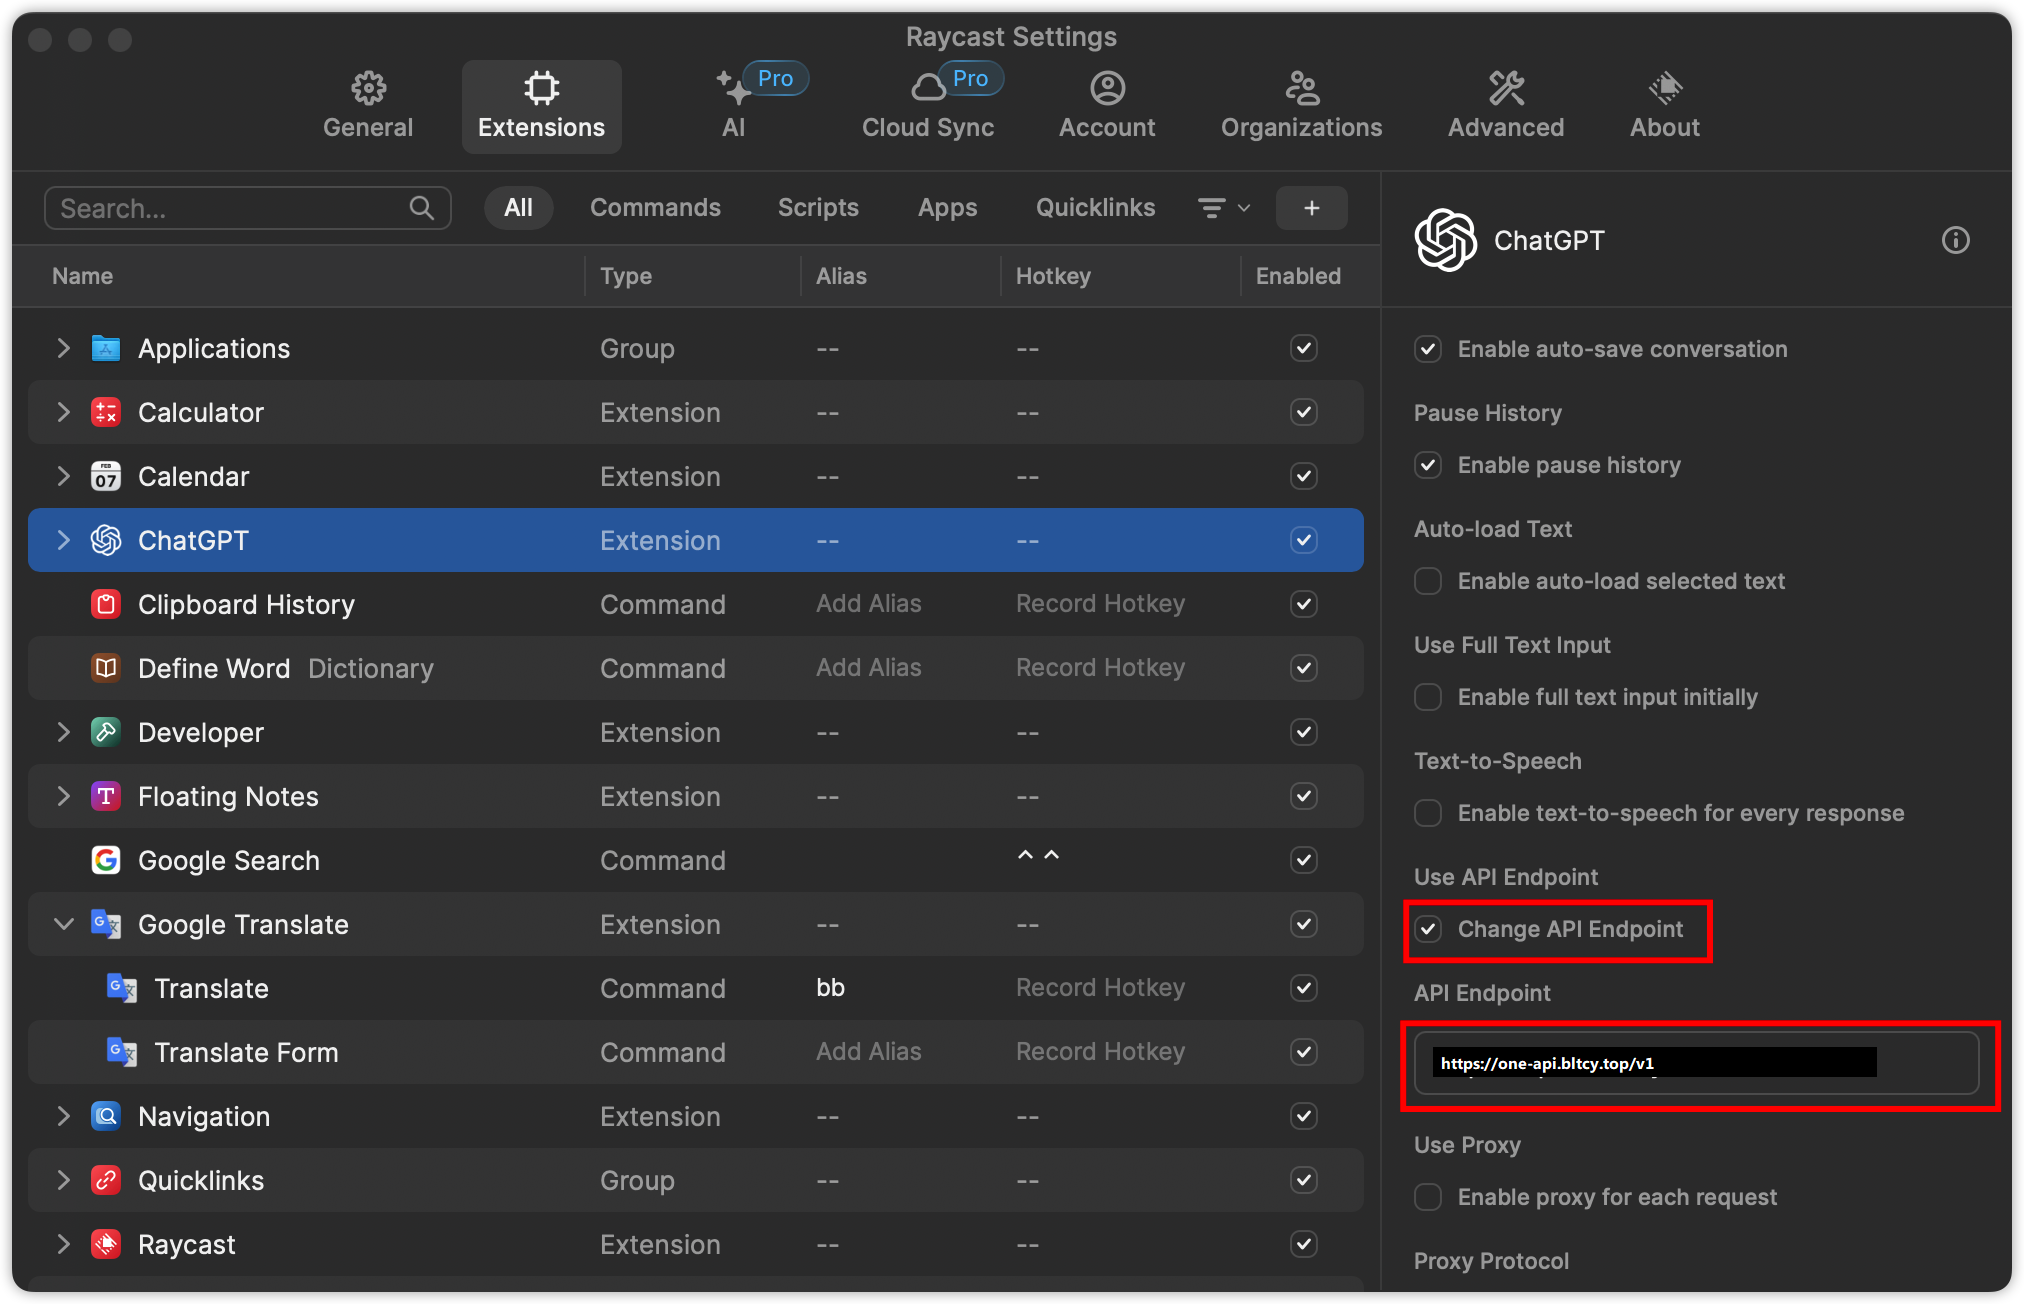 Raycast Settings
General
Extensions
Pro
AI
Pro
Cloud Sync
Account
Organizations
Advanced
About
Search...
All
Commands
Scripts
Apps
Quicklinks
+
Name Type Alias Hotkey Enabled
Applications Group -- --
Calculator Extension -- --
FEB
07
Calendar Extension -- --
ChatGPT Extension -- --
Clipboard History Command Add Alias Record Hotkey
Define Word Dictionary Command Add Alias Record Hotkey
Developer Extension -- --
Floating Notes Extension -- --
Google Search Command ^ ^
Google Translate Extension -- --
Translate Command bb Record Hotkey
Translate Form Command Add Alias Record Hotkey
Navigation Extension -- --
Quicklinks Group -- --
Raycast Extension -- --
ChatGPT
Enable auto-save conversation
Pause History
Enable pause history
Auto-load Text
Enable auto-load selected text
Use Full Text Input
Enable full text input initially
Text-to-Speech
Enable text-to-speech for every response
Use API Endpoint
Change API Endpoint
API Endpoint
https://one-api.bltcy.top/v1
Use Proxy
Enable proxy for each request
Proxy Protocol